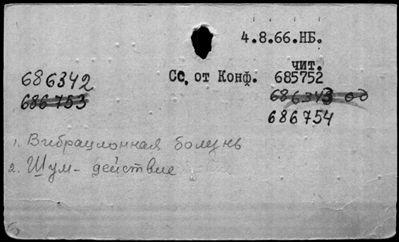 4.8.66.НБ.
чит.
686342 Сс. от Конф. 685752
686753 686343 од
686754
1. Вибрационная болезнь
2. Шум - действие